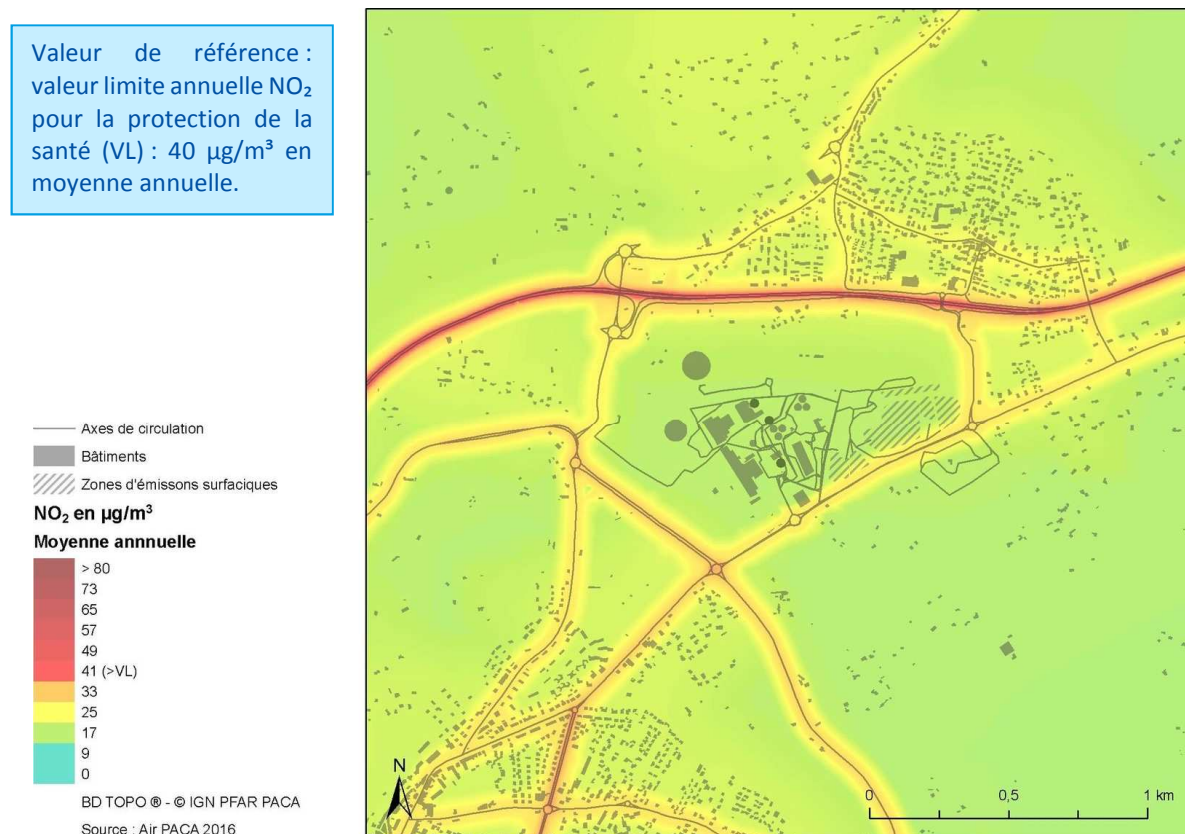 Valeur de référence :
valeur limite annuelle NO₂
pour la protection de la
santé (VL) : 40 µg/m³ en
moyenne annuelle.
Axes de circulation
Bâtiments
Zones d'émissons surfaciques
NO₂ en µg/m³
Moyenne annnuelle
> 80
73
65
57
49
41 (>VL)
33
25
17
9
0
BD TOPO ® - © IGN PFAR PACA
Source : Air PACA 2016
N
0 0,5 1 km